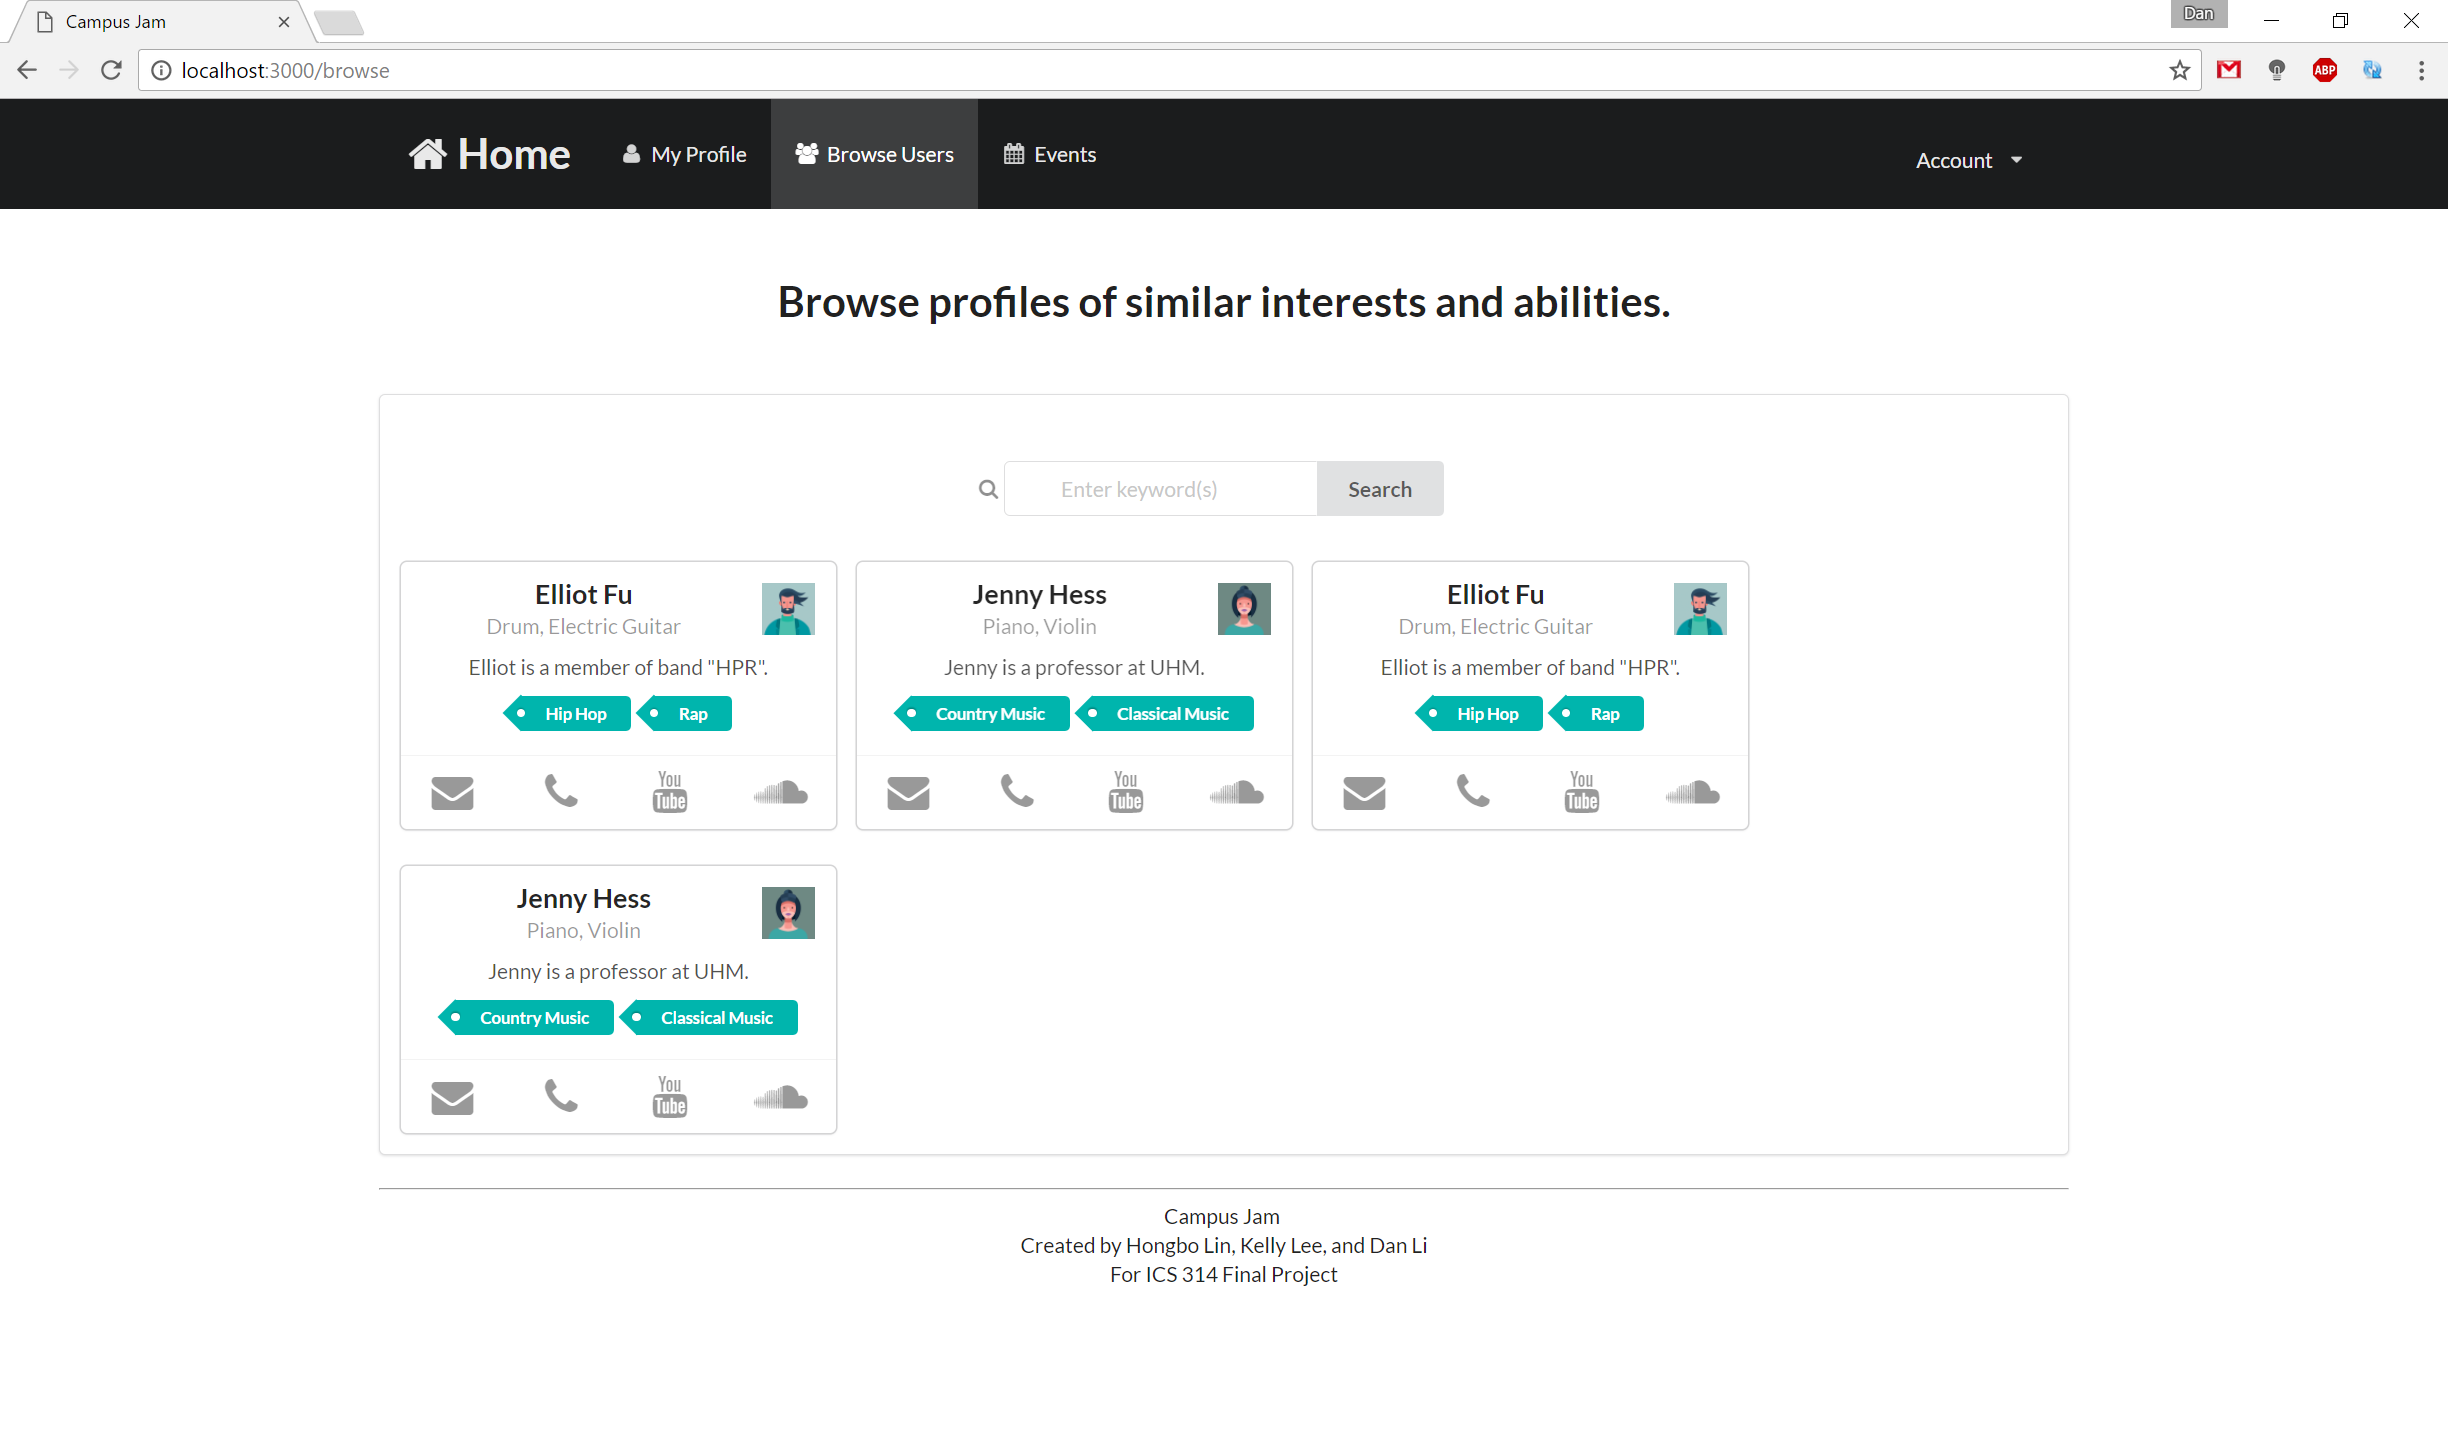 Campus Jam
Dan
localhost:3000/browse
ABP
Home My Profile Browse Users Events Account
Browse profiles of similar interests and abilities.
Enter keyword(s) Search
Elliot Fu
Drum, Electric Guitar
Elliot is a member of band "HPR".
Hip Hop Rap
You Tube
Jenny Hess
Piano, Violin
Jenny is a professor at UHM.
Country Music Classical Music
You Tube
Elliot Fu
Drum, Electric Guitar
Elliot is a member of band "HPR".
Hip Hop Rap
You Tube
Jenny Hess
Piano, Violin
Jenny is a professor at UHM.
Country Music Classical Music
You Tube
Campus Jam
Created by Hongbo Lin, Kelly Lee, and Dan Li
For ICS 314 Final Project